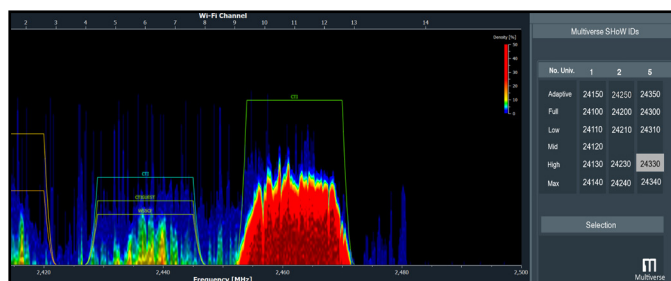 Wi-Fi Channel
2 3 4 5 6 7 8 9 10 11 12 13 14
Density [%]
50
40
30
20
10
0
CTI
CTI
CTIGUEST
2,420 2,440 2,460 2,480 2,500
Frequency [MHz]
Multiverse SHoW IDs
No. Univ. 1 2 5
Adaptive 24150 24250 24350
Full 24100 24200 24300
Low 24110 24210 24310
Mid 24120
High 24130 24230 24330
Max 24140 24240 24340
Selection
Multiverse